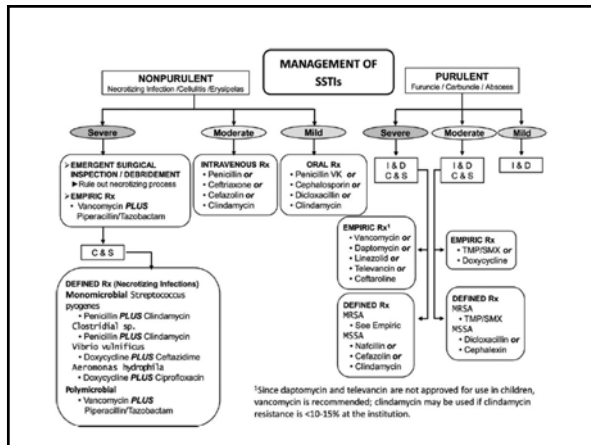 MANAGEMENT OF
SSTIs
NONPURULENT
Necrotizing Infection /Cellulitis /Erysipelas
PURULENT
Furuncle / Carbuncle / Abscess
Severe
Moderate
Mild
Severe
Moderate
Mild
EMERGENT SURGICAL
INSPECTION / DEBRIDEMENT
Rule out necrotizing process
EMPIRIC Rx
• Vancomycin PLUS
Piperacillin/Tazobactam
INTRAVENOUS Rx
• Penicillin or
• Ceftriaxone or
• Cefazolin or
• Clindamycin
ORAL Rx
• Penicillin VK or
• Cephalosporin or
• Dicloxacillin or
• Clindamycin
I & D
C & S
I & D
C & S
I & D
C & S
DEFINED Rx (Necrotizing Infections)
Monomicrobial Streptococcus
pyogenes
• Penicillin PLUS Clindamycin
Clostridial sp.
• Penicillin PLUS Clindamycin
Vibrio vulnificus
• Doxycycline PLUS Ceftazidime
Aeromonas hydrophila
• Doxycycline PLUS Ciprofloxacin
Polymicrobial
• Vancomycin PLUS
Piperacillin/Tazobactam
EMPIRIC Rx¹
• Vancomycin or
• Daptomycin or
• Linezolid or
• Televancin or
• Ceftaroline
EMPIRIC Rx
• TMP/SMX or
• Doxycycline
DEFINED Rx
MRSA
• See Empiric
MSSA
• Nafcillin or
• Cefazolin or
• Clindamycin
DEFINED Rx
MRSA
• TMP/SMX
MSSA
• Dicloxacillin or
• Cephalexin
¹Since daptomycin and televancin are not approved for use in children,
vancomycin is recommended; clindamycin may be used if clindamycin
resistance is <10-15% at the institution.